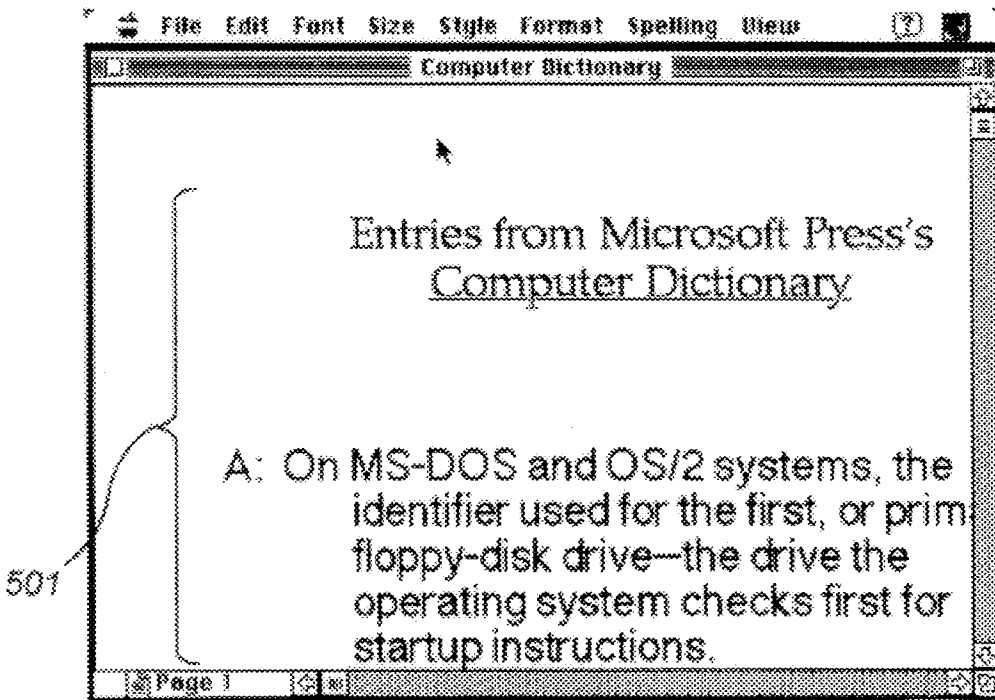 File Edit Font Size Style Format Spelling View
Computer Dictionary
Entries from Microsoft Press's
Computer Dictionary
A: On MS-DOS and OS/2 systems, the
identifier used for the first, or prim
floppy-disk drive—the drive the
operating system checks first for
startup instructions.
501
Page 1